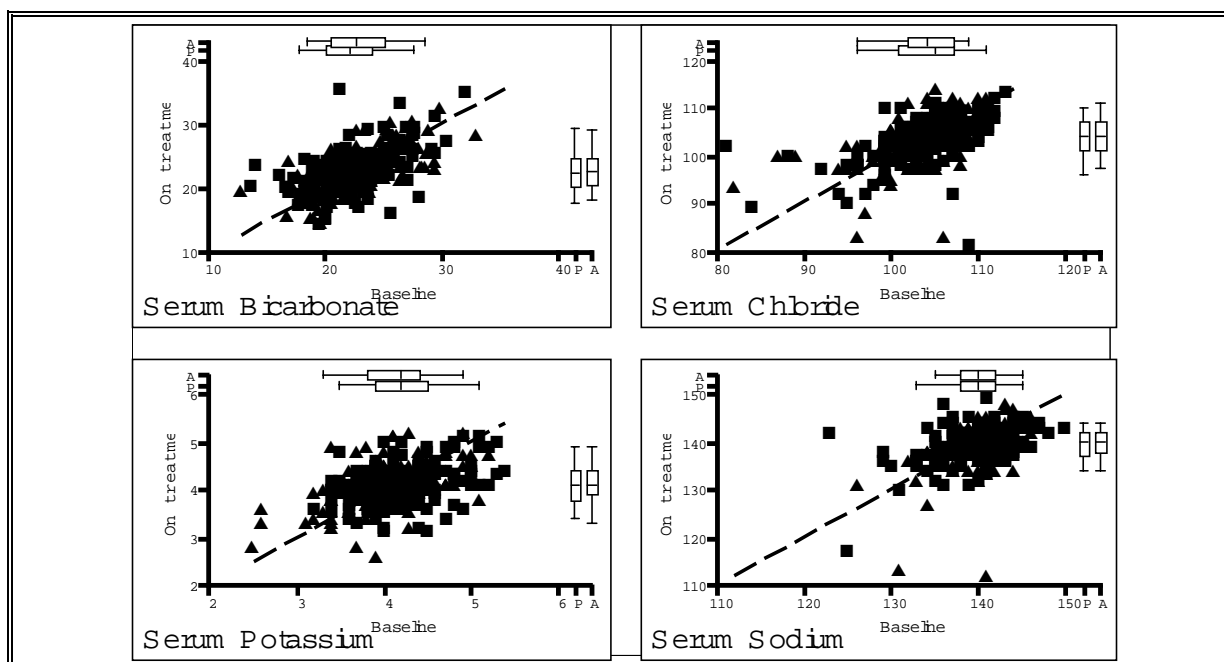 A
P
40
30
20
10
On treatme
10 20 30 40 P A
Baseline
Serum Bicarbonate
A
P
120
110
100
90
80
On treatme
80 90 100 110 120 P A
Baseline
Serum Chloride
A
P
6
5
4
3
2
On treatme
2 3 4 5 6 P A
Baseline
Serum Potassium
A
P
150
140
130
120
110
On treatme
110 120 130 140 150 P A
Baseline
Serum Sodium